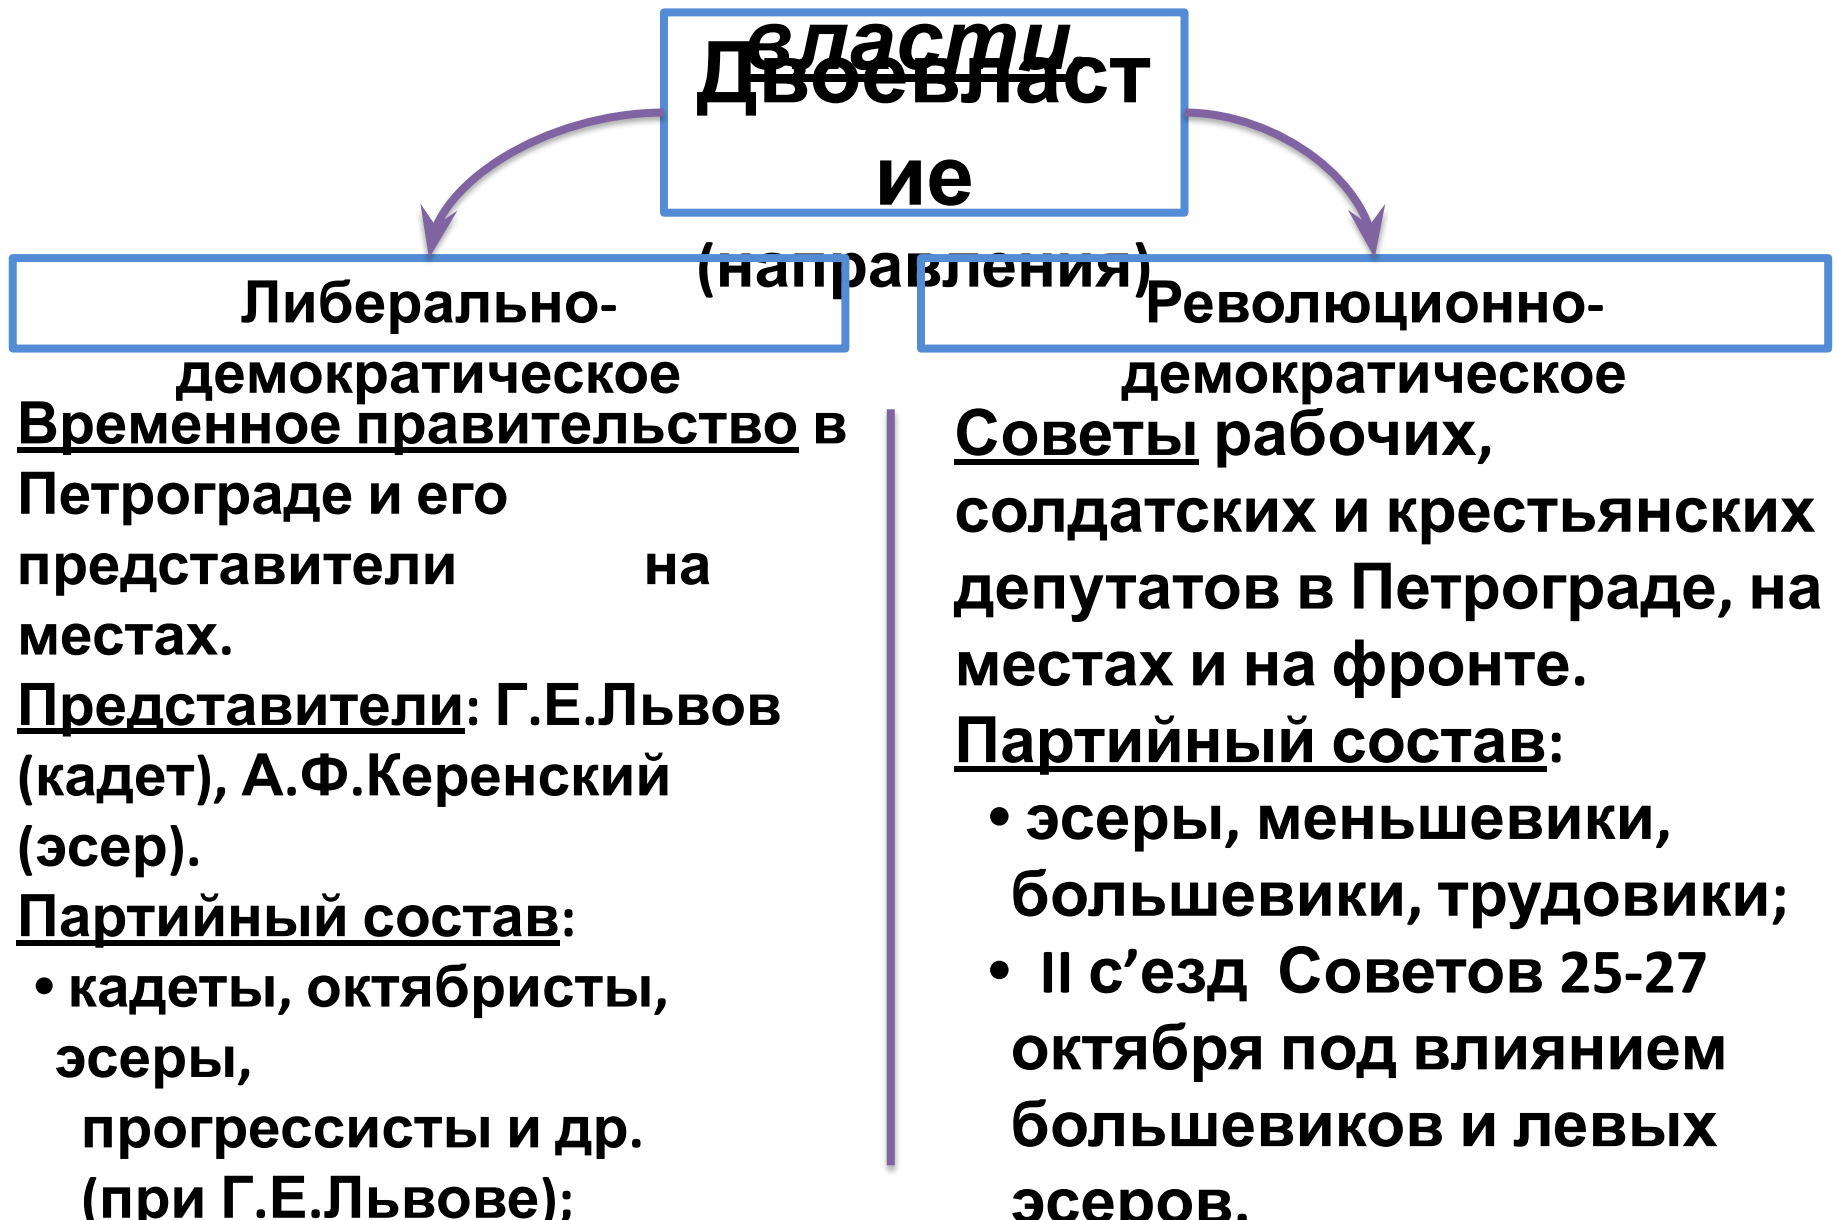 власти.
Двоевласт
ие
(направления)
Либерально-
демократическое
Временное правительство в
Петрограде и его
представители на
местах.
Представители: Г.Е.Львов
(кадет), А.Ф.Керенский
(эсер).
Партийный состав:
• кадеты, октябристы,
эсеры,
прогрессисты и др.
(при Г.Е.Львове);
Революционно-
демократическое
Советы рабочих,
солдатских и крестьянских
депутатов в Петрограде, на
местах и на фронте.
Партийный состав:
• эсеры, меньшевики,
большевики, трудовики;
• II с’езд Советов 25-27
октября под влиянием
большевиков и левых
эсеров.